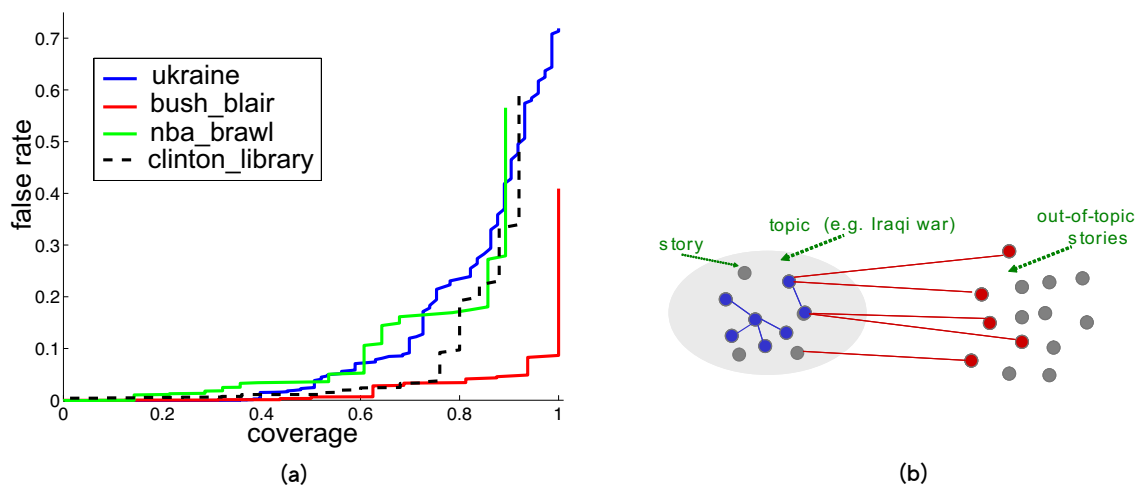 0.7
0.6
0.5
0.4
0.3
0.2
0.1
0
false rate
ukraine
bush_blair
nba_brawl
clinton_library
0 0.2 0.4 0.6 0.8 1
coverage
(a)
story
topic (e.g. Iraqi war)
out-of-topic
stories
(b)